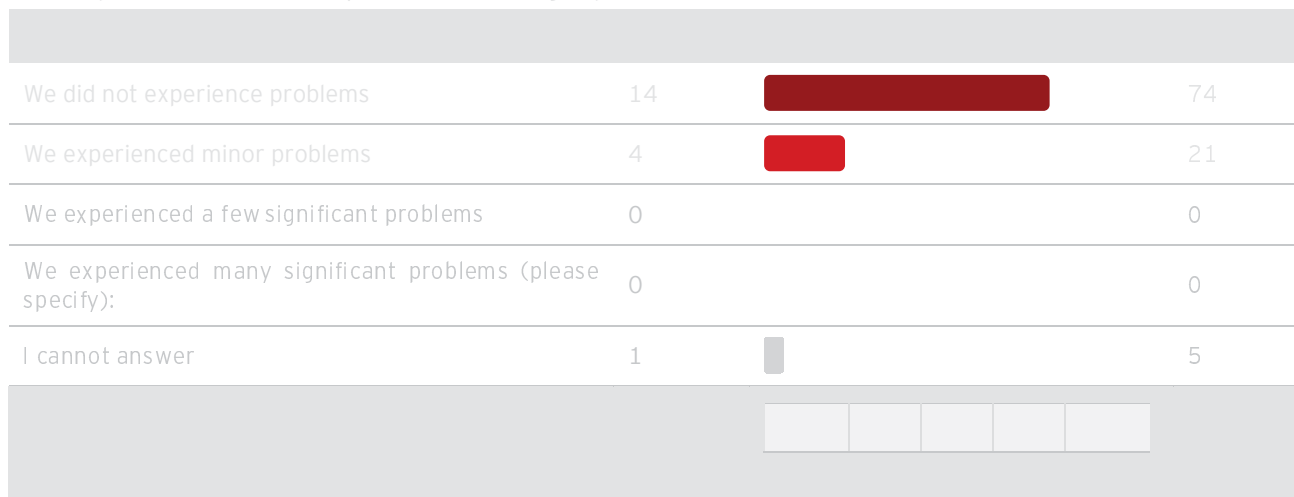 We did not experience problems 14 74
We experienced minor problems 4 21
We experienced a few significant problems 0 0
We experienced many significant problems (please
specify): 0 0
I cannot answer 1 5